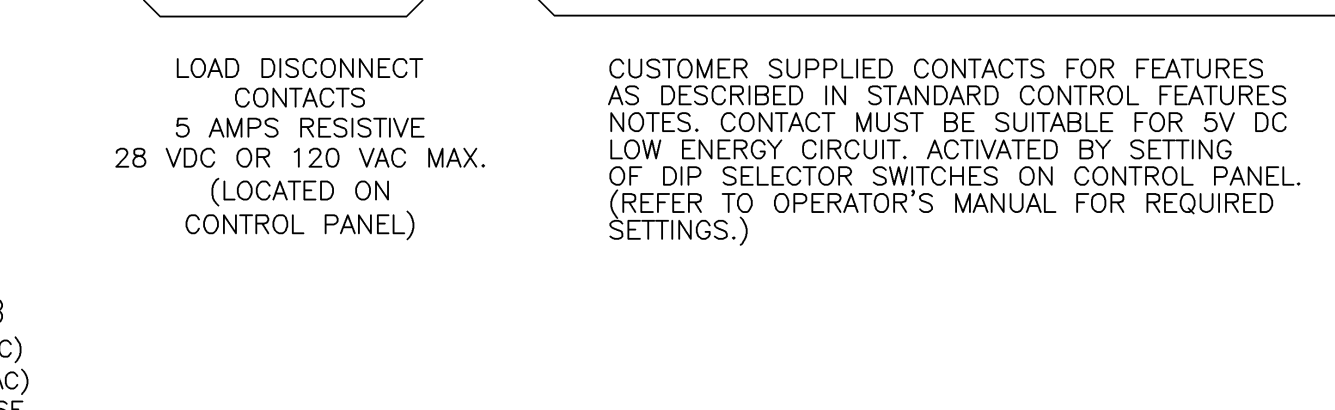 LOAD DISCONNECT
CONTACTS
5 AMPS RESISTIVE
28 VDC OR 120 VAC MAX.
(LOCATED ON
CONTROL PANEL)
CUSTOMER SUPPLIED CONTACTS FOR FEATURES
AS DESCRIBED IN STANDARD CONTROL FEATURES
NOTES. CONTACT MUST BE SUITABLE FOR 5V DC
LOW ENERGY CIRCUIT. ACTIVATED BY SETTING
OF DIP SELECTOR SWITCHES ON CONTROL PANEL.
(REFER TO OPERATOR'S MANUAL FOR REQUIRED
SETTINGS.)